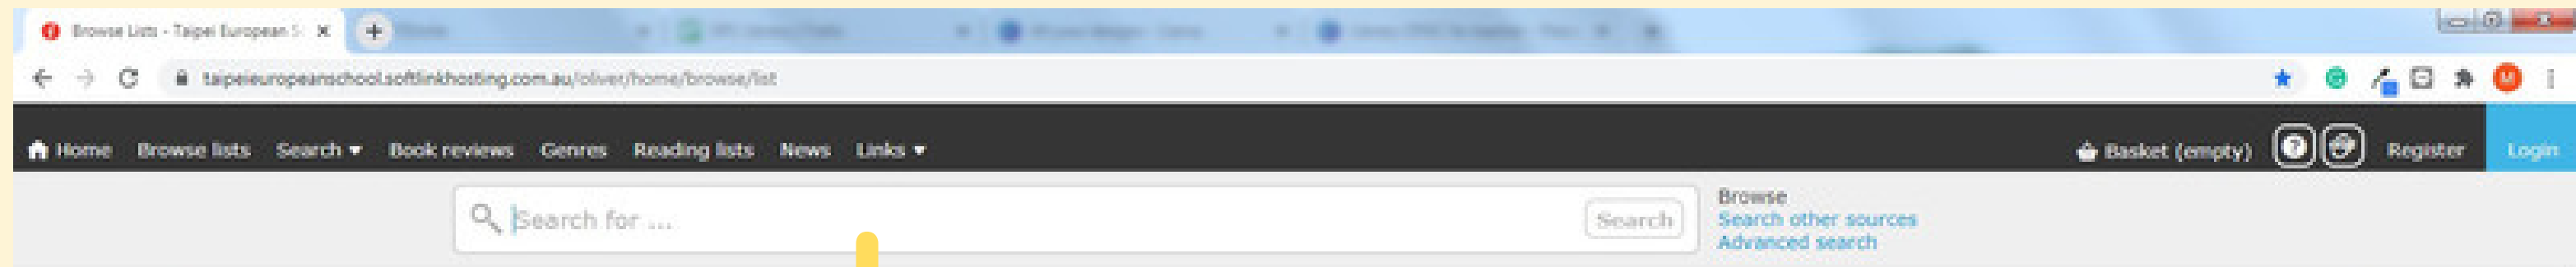 Browse Lists - Taipei European S
taipeieuropeanschool.softlinkhosting.com.au/oliver/home/browse/list
M
Home Browse lists Search Book reviews Genres Reading lists News Links Basket (empty) ? Register Login
Search for ... Search
Browse
Search other sources
Advanced search